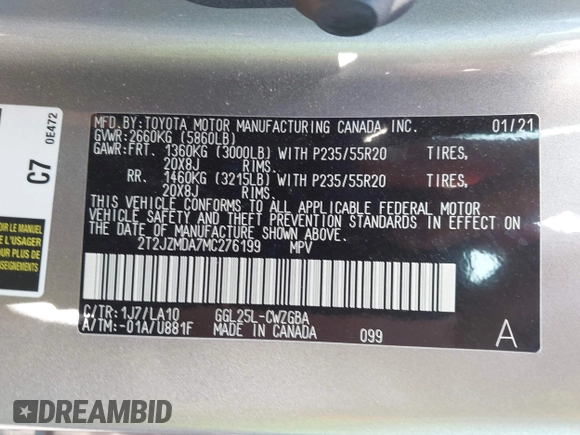 MFD.BY:TOYOTA MOTOR MANUFACTURING CANADA INC. 01/21
GVWR:2660KG (5860LB)
GAWR:FRT. 1360KG (3000LB) WITH P235/55R20 TIRES,
20X8J RIMS.
RR. 1460KG (3215LB) WITH P235/55R20 TIRES,
20X8J RIMS.
THIS VEHICLE CONFORMS TO ALL APPLICABLE FEDERAL MOTOR
VEHICLE SAFETY AND THEFT PREVENTION STANDARDS IN EFFECT ON
THE DATE OF MANUFACTURE SHOWN ABOVE.
2T2JZMDA7MC276199 MPV
C/TR:1J7/LA10 GGL25L-CWZGBA
A/TM:-01A/U881F MADE IN CANADA 099 A
C7
0E472
L'USAGER
DREAMBID